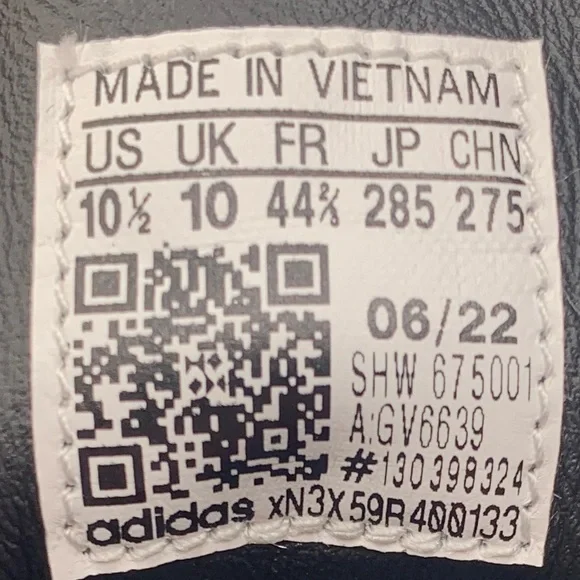 MADE IN VIETNAM
US UK FR JP CHN
10½ 10 44⅔ 285 275
06/22
SHW 675001
A:GV6639
#130398324
adidas xN3X59R400133